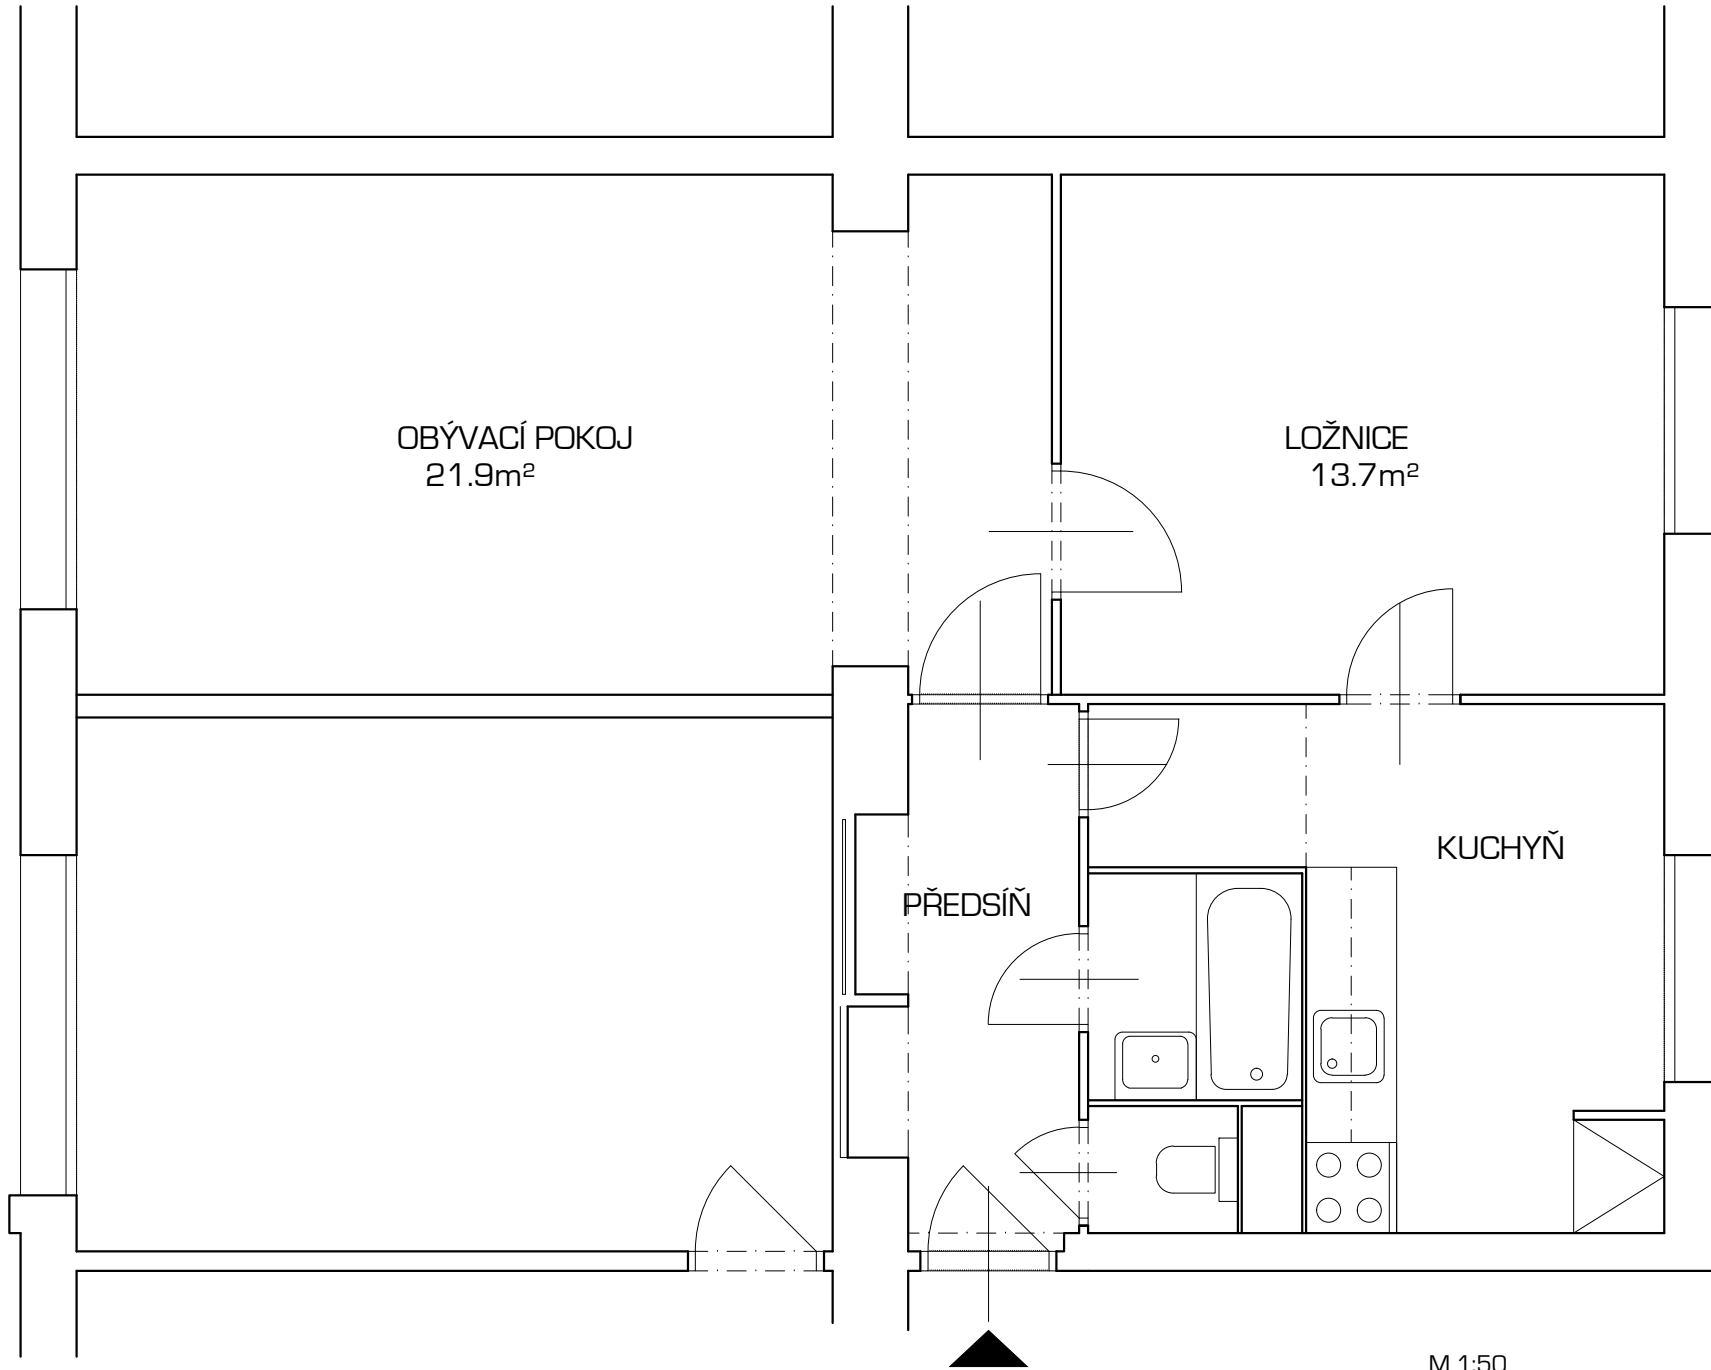 OBÝVACÍ POKOJ
21.9m²
LOŽNICE
13.7m²
KUCHYŇ
PŘEDSÍŇ
M 1:50